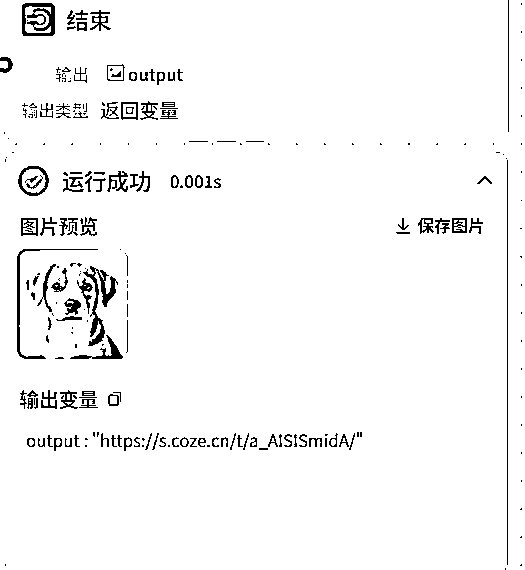 结束
输出 output
输出类型 返回变量
运行成功 0.001s
图片预览 保存图片
输出变量
output : "https://s.coze.cn/t/a_AISISmidA/"